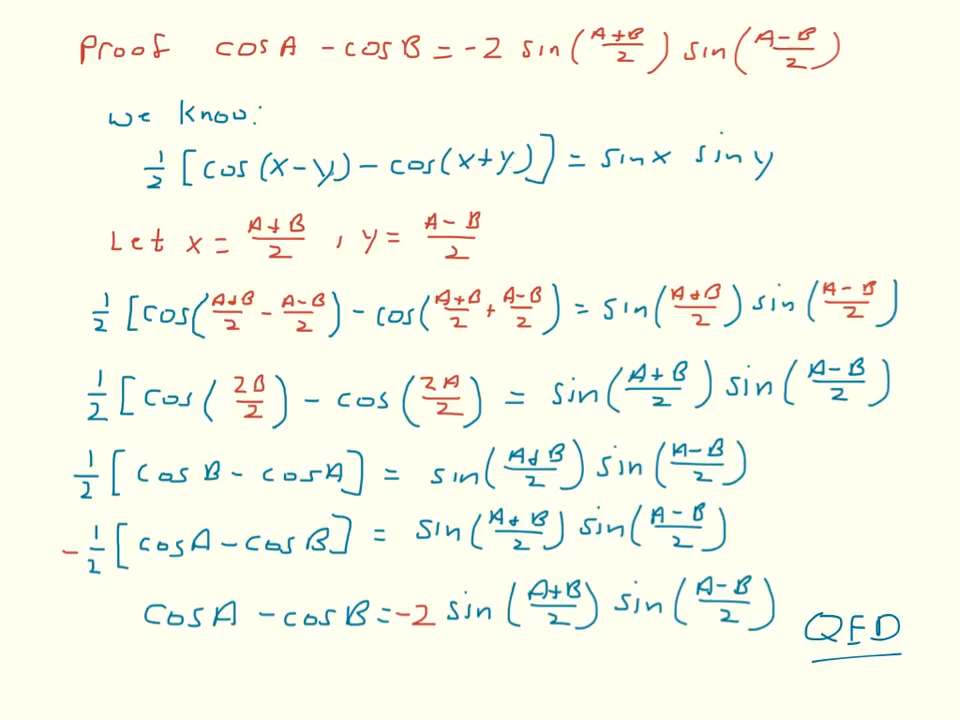 Proof cos A - cos B = -2 sin((A+B)/2) sin((A-B)/2)
we know:
1/2 [cos(x-y) - cos(x+y)] = sin x sin y
Let x = (A+B)/2 , y = (A-B)/2
1/2 [cos((A+B)/2 - (A-B)/2) - cos((A+B)/2 + (A-B)/2) = sin((A+B)/2) sin((A-B)/2)
1/2 [cos(2B/2) - cos(2A/2) = sin((A+B)/2) sin((A-B)/2)
1/2 [cos B - cos A] = sin((A+B)/2) sin((A-B)/2)
-1/2 [cos A - cos B] = sin((A+B)/2) sin((A-B)/2)
cos A - cos B = -2 sin((A+B)/2) sin((A-B)/2)
QED